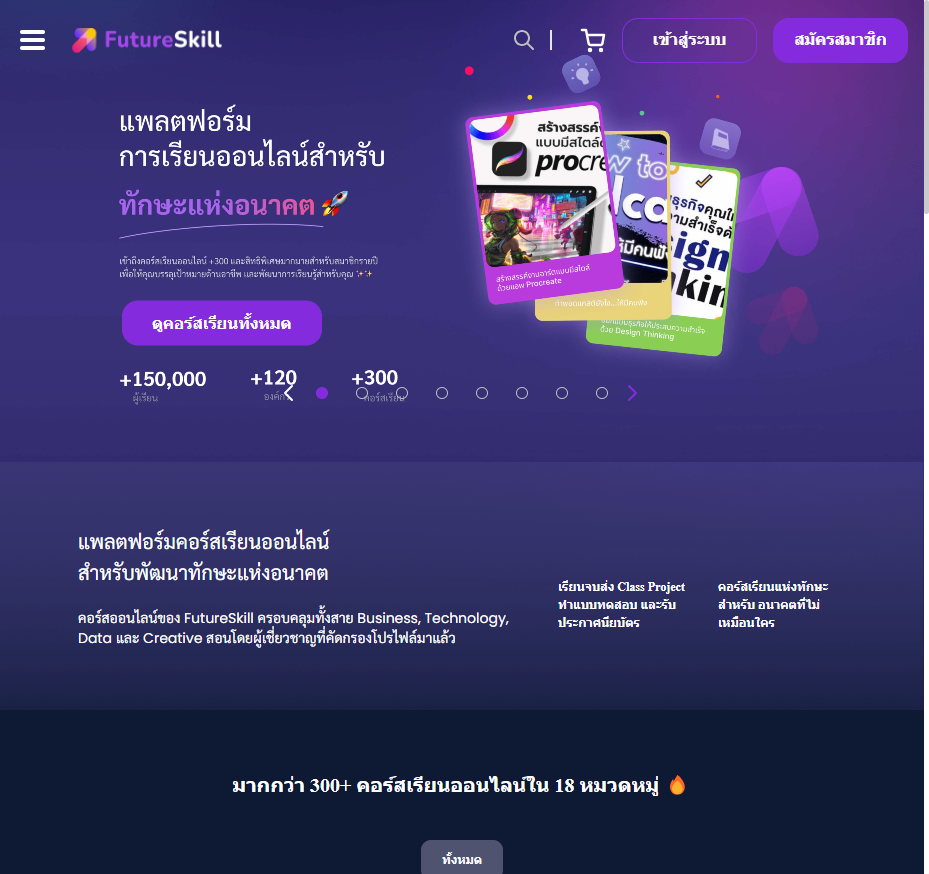 FutureSkill
เข้าสู่ระบบ
สมัครสมาชิก
แพลตฟอร์ม
การเรียนออนไลน์สำหรับ
ทักษะแห่งอนาคต 🚀
เข้าถึงคอร์สเรียนออนไลน์ +300 และสิทธิพิเศษมากมายสำหรับสมาชิกรายปี
เพื่อให้คุณบรรลุเป้าหมายด้านอาชีพ และพัฒนาการเรียนรู้สำหรับคุณ ✨
ดูคอร์สเรียนทั้งหมด
+150,000
ผู้เรียน
+120
องค์กร
+300
คอร์สเรียน
สร้างสรรค์
แบบมีสไตล์
procre
สร้างสรรค์งานอาร์ตแบบมีสไตล์
ด้วยแอพ Procreate
ออกแบบธุรกิจให้ประสบความสำเร็จ
ด้วย Design Thinking
แพลตฟอร์มคอร์สเรียนออนไลน์
สำหรับพัฒนาทักษะแห่งอนาคต
คอร์สออนไลน์ของ FutureSkill ครอบคลุมทั้งสาย Business, Technology,
Data และ Creative สอนโดยผู้เชี่ยวชาญที่คัดกรองโปรไฟล์มาแล้ว
เรียนจบส่ง Class Project
ทำแบบทดสอบ และรับ
ประกาศนียบัตร
คอร์สเรียนแห่งทักษะ
สำหรับ อนาคตที่ไม่
เหมือนใคร
มากกว่า 300+ คอร์สเรียนออนไลน์ใน 18 หมวดหมู่ 🔥
ทั้งหมด